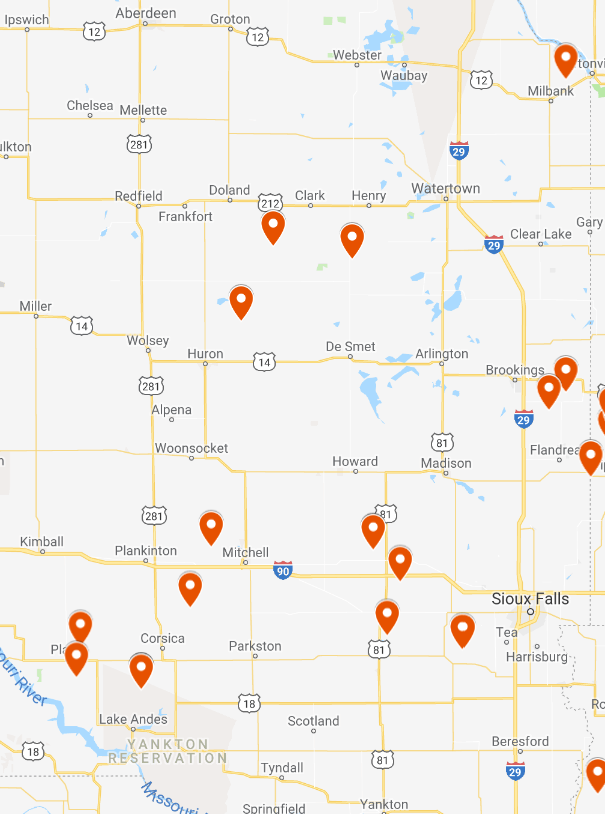 Ipswich
Aberdeen
12
Groton
12
Webster
Waubay
12
Milbank
Chelsea
Mellette
281
29
Redfield
Doland
212
Clark
Henry
Watertown
Frankfort
29
Clear Lake
Gary
Miller
14
Wolsey
Huron
14
De Smet
Arlington
Brookings
281
Alpena
29
81
Woonsocket
Howard
Madison
Flandrea
281
81
Kimball
Plankinton
Mitchell
90
Sioux Falls
Tea
Harrisburg
Corsica
Parkston
81
Missouri River
18
Lake Andes
Scotland
YANKTON
RESERVATION
18
81
Beresford
29
Tyndall
Springfield
Yankton